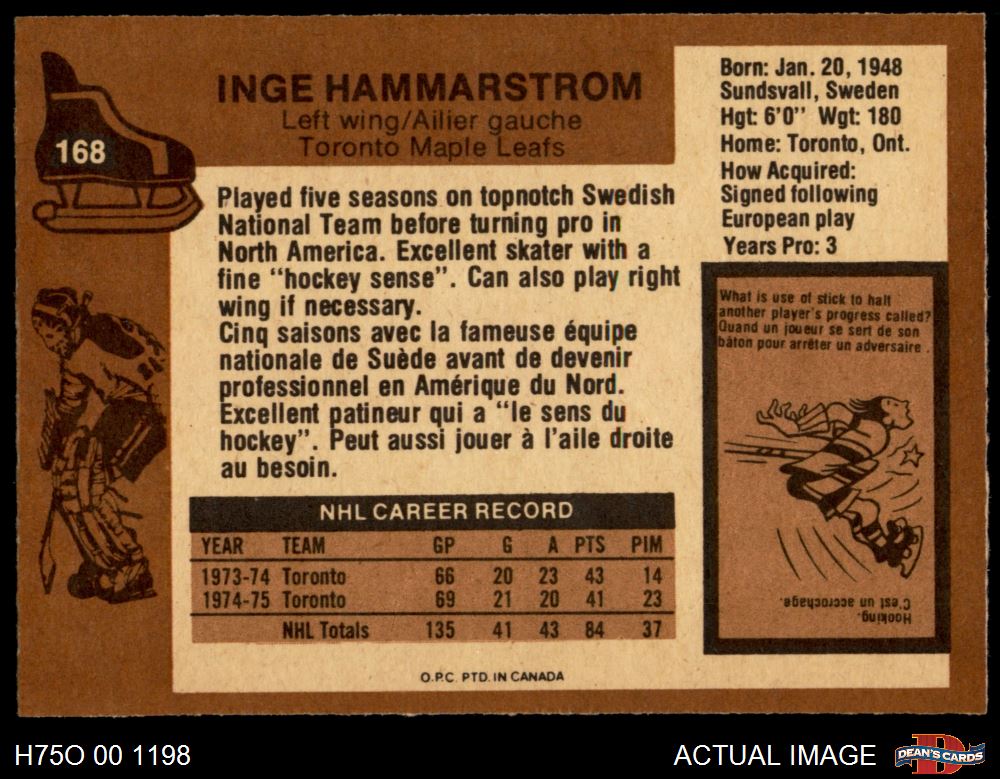 168
INGE HAMMARSTROM
Left wing/Ailier gauche
Toronto Maple Leafs
Born: Jan. 20, 1948
Sundsvall, Sweden
Hgt: 6'0" Wgt: 180
Home: Toronto, Ont.
How Acquired:
Signed following
European play
Years Pro: 3
Played five seasons on topnotch Swedish
National Team before turning pro in
North America. Excellent skater with a
fine "hockey sense". Can also play right
wing if necessary.
Cinq saisons avec la fameuse équipe
nationale de Suède avant de devenir
professionnel en Amérique du Nord.
Excellent patineur qui a "le sens du
hockey". Peut aussi jouer à l'aile droite
au besoin.
What is use of stick to halt
another player's progress called?
Quand un joueur se sert de son
bâton pour arrêter un adversaire.
Hooking.
C'est un accrochage.
NHL CAREER RECORD
YEAR TEAM GP G A PTS PIM
1973-74 Toronto 66 20 23 43 14
1974-75 Toronto 69 21 20 41 23
NHL Totals 135 41 43 84 37
O.P.C. PTD. IN CANADA
H75O 00 1198
ACTUAL IMAGE
DEAN'S CARDS